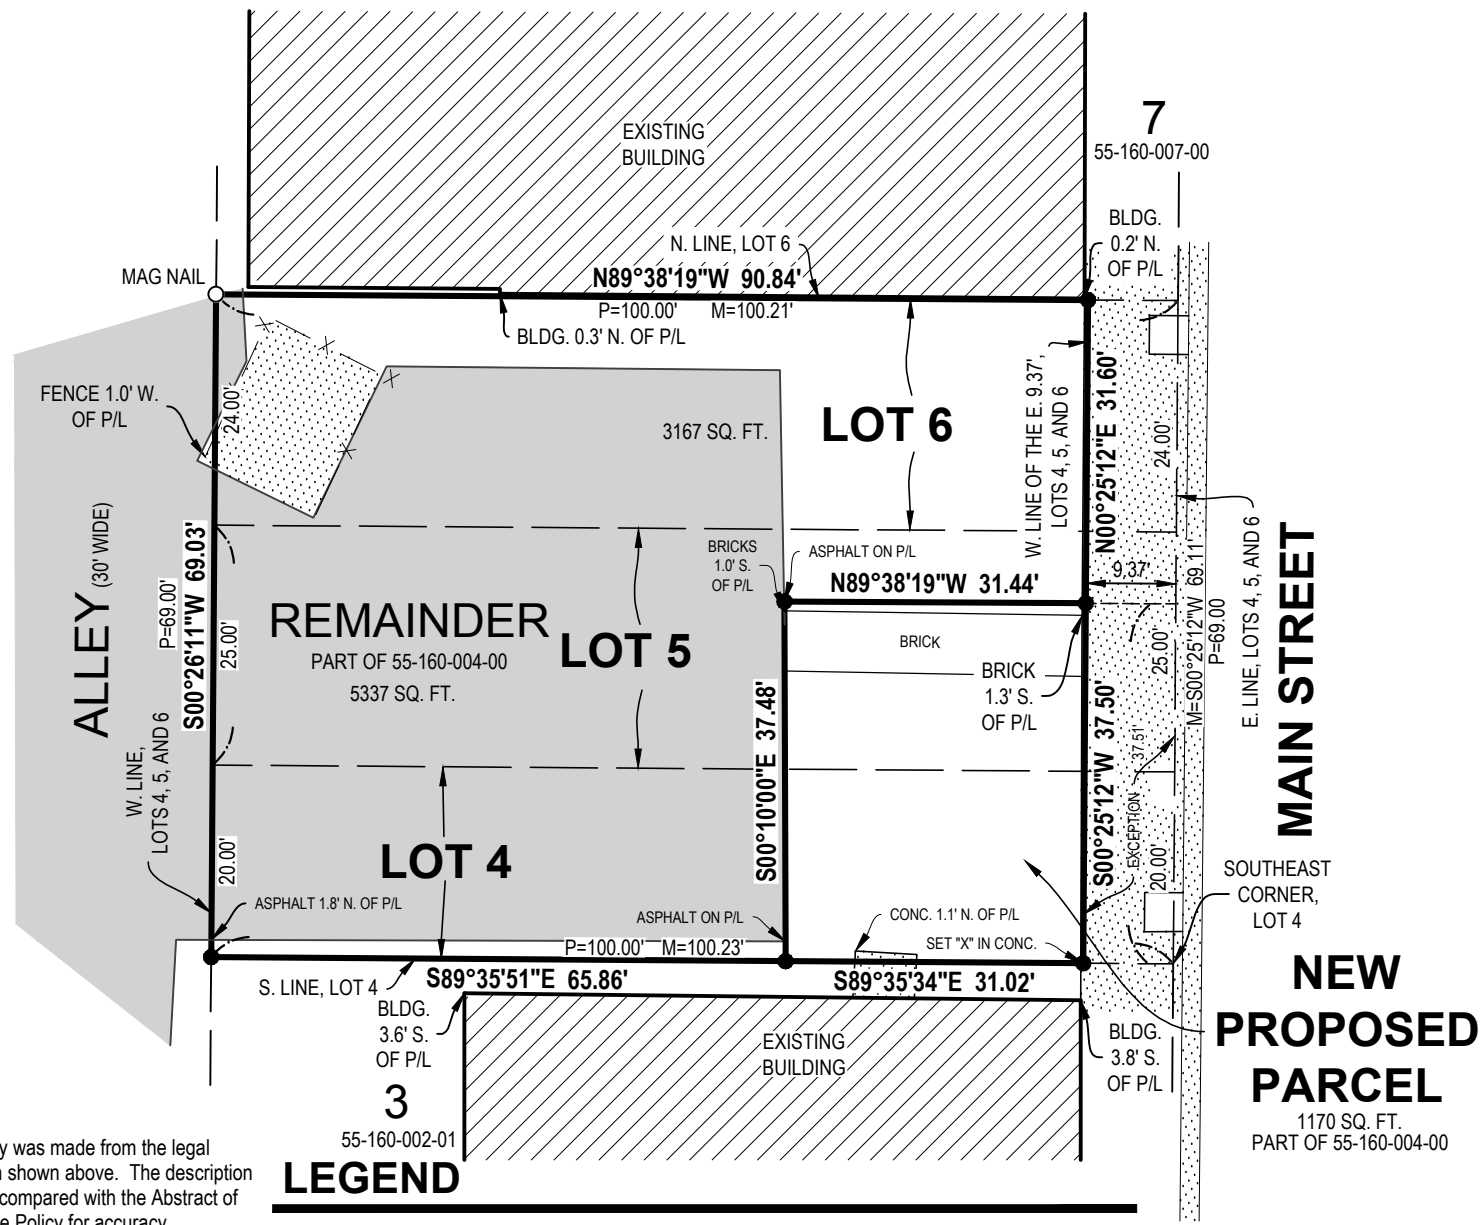 EXISTING
BUILDING
7
55-160-007-00
BLDG.
0.2' N.
OF P/L
N. LINE, LOT 6
MAG NAIL
N89°38'19"W 90.84'
P=100.00' M=100.21'
BLDG. 0.3' N. OF P/L
FENCE 1.0' W.
OF P/L
24.00'
3167 SQ. FT.
LOT 6
W. LINE OF THE E. 9.37',
LOTS 4, 5, AND 6
N00°25'12"E 31.60'
24.00'
ALLEY (30' WIDE)
P=69.00'
S00°26'11"W 69.03'
25.00'
BRICKS
1.0' S.
OF P/L
ASPHALT ON P/L
N89°38'19"W 31.44'
9.37'
REMAINDER
PART OF 55-160-004-00
5337 SQ. FT.
LOT 5
BRICK
BRICK
1.3' S.
OF P/L
25.00'
M=S00°25'12"W 69.11
P=69.00
E. LINE, LOTS 4, 5, AND 6
MAIN STREET
S00°10'00"E 37.48'
S00°25'12"W 37.50'
EXCEPTION 37.51'
W. LINE,
LOTS 4, 5, AND 6
20.00'
LOT 4
20.00'
SOUTHEAST
CORNER,
LOT 4
ASPHALT 1.8' N. OF P/L
ASPHALT ON P/L
CONC. 1.1' N. OF P/L
SET "X" IN CONC.
P=100.00' M=100.23'
S. LINE, LOT 4
S89°35'51"E 65.86'
S89°35'34"E 31.02'
BLDG.
3.6' S.
OF P/L
EXISTING
BUILDING
BLDG.
3.8' S.
OF P/L
NEW
PROPOSED
PARCEL
1170 SQ. FT.
PART OF 55-160-004-00
3
55-160-002-01
y was made from the legal
shown above. The description
compared with the Abstract of
e Policy for accuracy
LEGEND